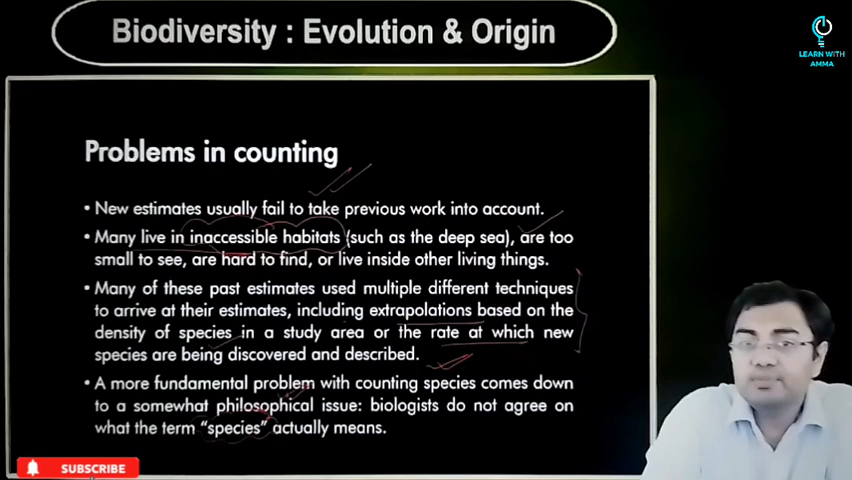 Biodiversity : Evolution & Origin
LEARN WITH
AMMA
Problems in counting
• New estimates usually fail to take previous work into account.
• Many live in inaccessible habitats (such as the deep sea), are too
small to see, are hard to find, or live inside other living things.
• Many of these past estimates used multiple different techniques
to arrive at their estimates, including extrapolations based on the
density of species in a study area or the rate at which new
species are being discovered and described.
• A more fundamental problem with counting species comes down
to a somewhat philosophical issue: biologists do not agree on
what the term “species” actually means.
SUBSCRIBE